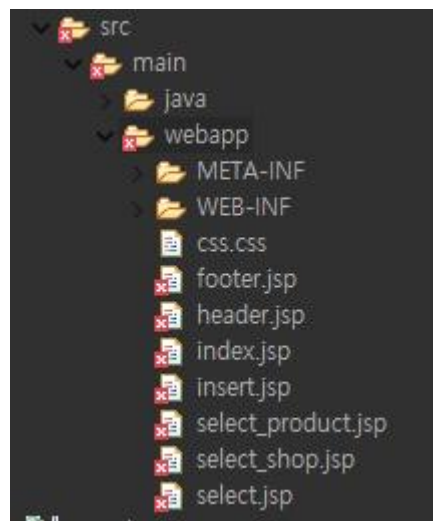 src
main
java
webapp
META-INF
WEB-INF
css.css
footer.jsp
header.jsp
index.jsp
insert.jsp
select_product.jsp
select_shop.jsp
select.jsp